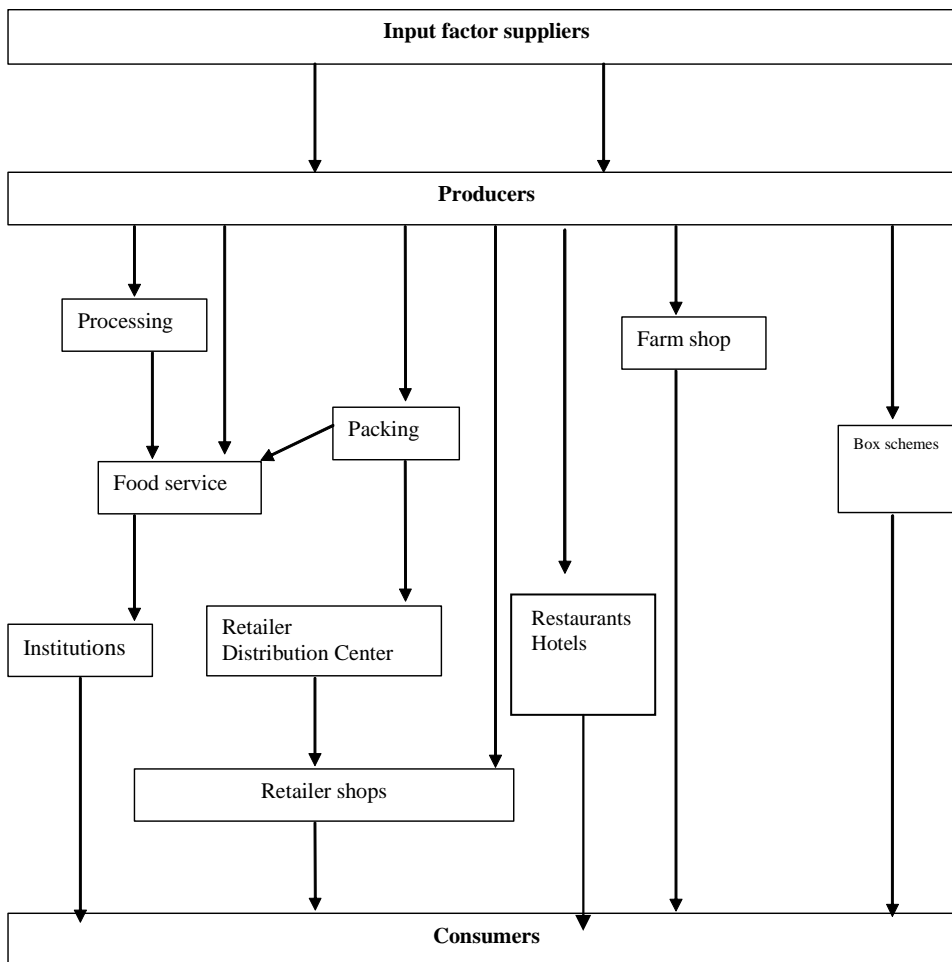 Input factor suppliers
Producers
Processing
Farm shop
Packing
Box schemes
Food service
Restaurants
Hotels
Retailer
Distribution Center
Institutions
Retailer shops
Consumers